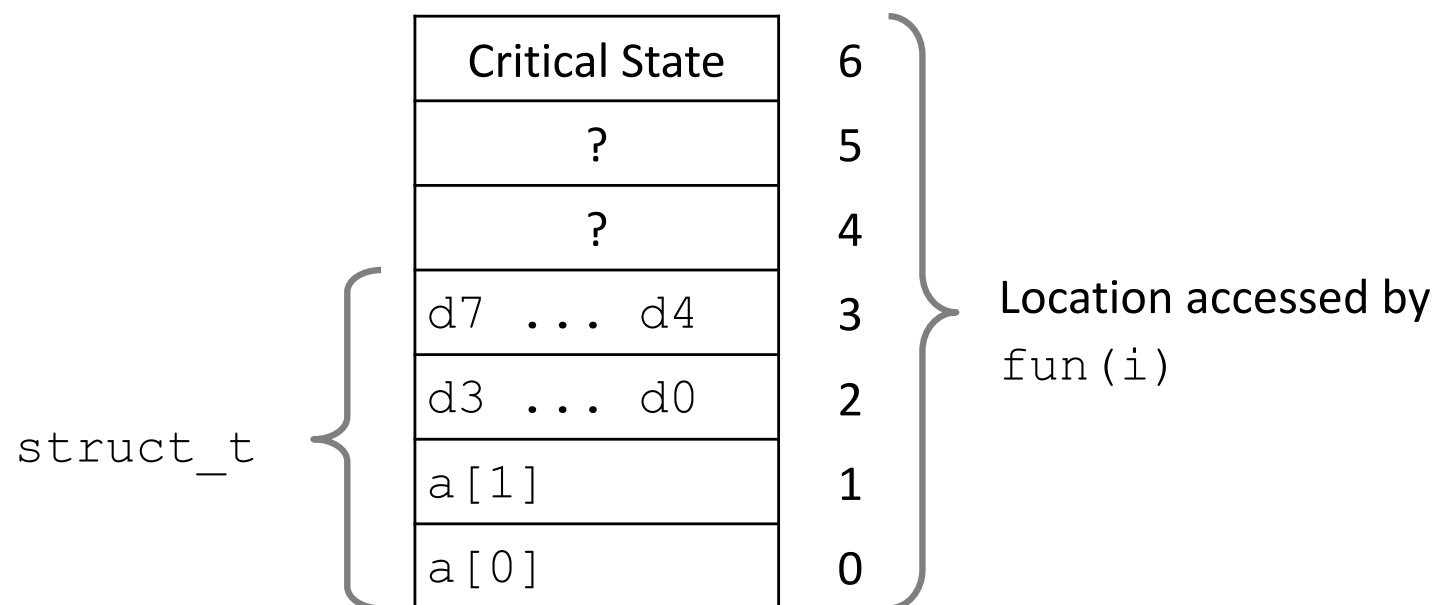 Critical State 6
? 5
? 4
d7 ... d4 3
d3 ... d0 2
a[1] 1
a[0] 0
struct_t
Location accessed by
fun(i)